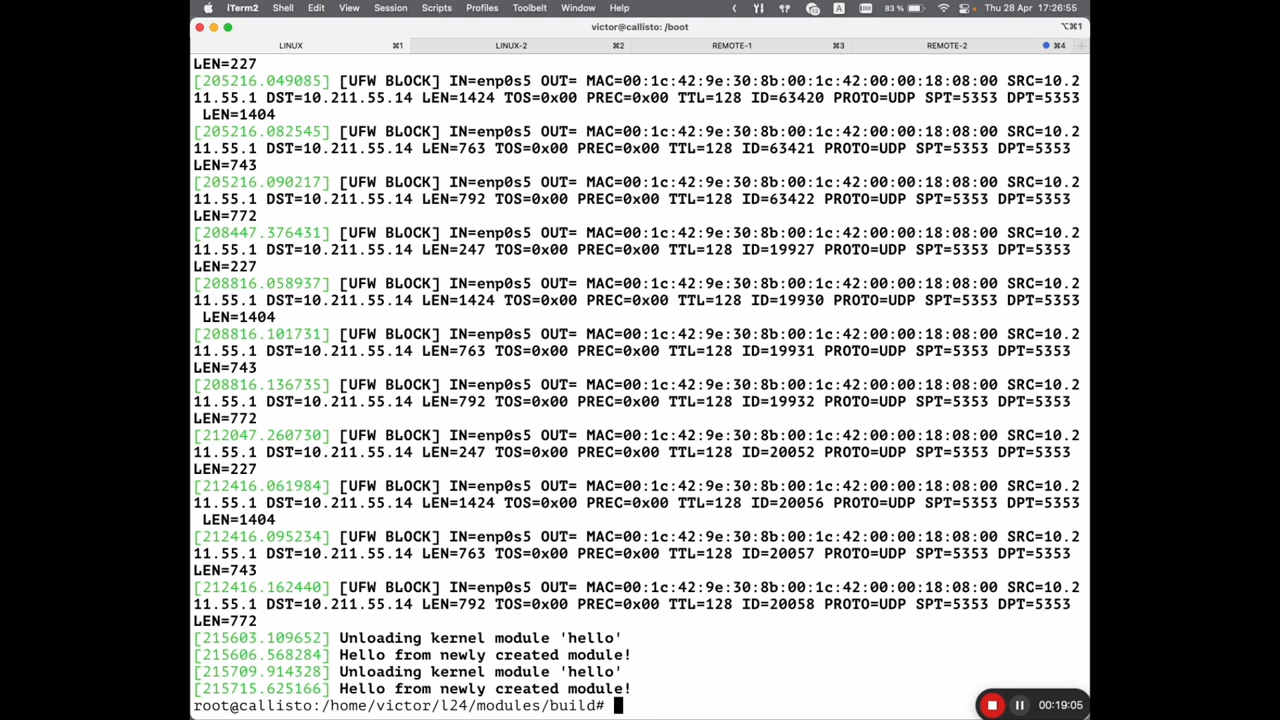 iTerm2 Shell Edit View Session Scripts Profiles Toolbelt Window Help 83 % Thu 28 Apr 17:26:55
victor@callisto: /boot ⌥⌘1
LINUX ⌘1 LINUX-2 ⌘2 REMOTE-1 ⌘3 REMOTE-2 ⌘4
LEN=227
[205216.049085] [UFW BLOCK] IN=enp0s5 OUT= MAC=00:1c:42:9e:30:8b:00:1c:42:00:00:18:08:00 SRC=10.2
11.55.1 DST=10.211.55.14 LEN=1424 TOS=0x00 PREC=0x00 TTL=128 ID=63420 PROTO=UDP SPT=5353 DPT=5353
LEN=1404
[205216.082545] [UFW BLOCK] IN=enp0s5 OUT= MAC=00:1c:42:9e:30:8b:00:1c:42:00:00:18:08:00 SRC=10.2
11.55.1 DST=10.211.55.14 LEN=763 TOS=0x00 PREC=0x00 TTL=128 ID=63421 PROTO=UDP SPT=5353 DPT=5353
LEN=743
[205216.090217] [UFW BLOCK] IN=enp0s5 OUT= MAC=00:1c:42:9e:30:8b:00:1c:42:00:00:18:08:00 SRC=10.2
11.55.1 DST=10.211.55.14 LEN=792 TOS=0x00 PREC=0x00 TTL=128 ID=63422 PROTO=UDP SPT=5353 DPT=5353
LEN=772
[208447.376431] [UFW BLOCK] IN=enp0s5 OUT= MAC=00:1c:42:9e:30:8b:00:1c:42:00:00:18:08:00 SRC=10.2
11.55.1 DST=10.211.55.14 LEN=247 TOS=0x00 PREC=0x00 TTL=128 ID=19927 PROTO=UDP SPT=5353 DPT=5353
LEN=227
[208816.058937] [UFW BLOCK] IN=enp0s5 OUT= MAC=00:1c:42:9e:30:8b:00:1c:42:00:00:18:08:00 SRC=10.2
11.55.1 DST=10.211.55.14 LEN=1424 TOS=0x00 PREC=0x00 TTL=128 ID=19930 PROTO=UDP SPT=5353 DPT=5353
LEN=1404
[208816.101731] [UFW BLOCK] IN=enp0s5 OUT= MAC=00:1c:42:9e:30:8b:00:1c:42:00:00:18:08:00 SRC=10.2
11.55.1 DST=10.211.55.14 LEN=763 TOS=0x00 PREC=0x00 TTL=128 ID=19931 PROTO=UDP SPT=5353 DPT=5353
LEN=743
[208816.136735] [UFW BLOCK] IN=enp0s5 OUT= MAC=00:1c:42:9e:30:8b:00:1c:42:00:00:18:08:00 SRC=10.2
11.55.1 DST=10.211.55.14 LEN=792 TOS=0x00 PREC=0x00 TTL=128 ID=19932 PROTO=UDP SPT=5353 DPT=5353
LEN=772
[212047.260730] [UFW BLOCK] IN=enp0s5 OUT= MAC=00:1c:42:9e:30:8b:00:1c:42:00:00:18:08:00 SRC=10.2
11.55.1 DST=10.211.55.14 LEN=247 TOS=0x00 PREC=0x00 TTL=128 ID=20052 PROTO=UDP SPT=5353 DPT=5353
LEN=227
[212416.061984] [UFW BLOCK] IN=enp0s5 OUT= MAC=00:1c:42:9e:30:8b:00:1c:42:00:00:18:08:00 SRC=10.2
11.55.1 DST=10.211.55.14 LEN=1424 TOS=0x00 PREC=0x00 TTL=128 ID=20056 PROTO=UDP SPT=5353 DPT=5353
LEN=1404
[212416.095234] [UFW BLOCK] IN=enp0s5 OUT= MAC=00:1c:42:9e:30:8b:00:1c:42:00:00:18:08:00 SRC=10.2
11.55.1 DST=10.211.55.14 LEN=763 TOS=0x00 PREC=0x00 TTL=128 ID=20057 PROTO=UDP SPT=5353 DPT=5353
LEN=743
[212416.162440] [UFW BLOCK] IN=enp0s5 OUT= MAC=00:1c:42:9e:30:8b:00:1c:42:00:00:18:08:00 SRC=10.2
11.55.1 DST=10.211.55.14 LEN=792 TOS=0x00 PREC=0x00 TTL=128 ID=20058 PROTO=UDP SPT=5353 DPT=5353
LEN=772
[215603.109652] Unloading kernel module 'hello'
[215606.568284] Hello from newly created module!
[215709.914328] Unloading kernel module 'hello'
[215715.625166] Hello from newly created module!
root@callisto:/home/victor/l24/modules/build#
00:19:05